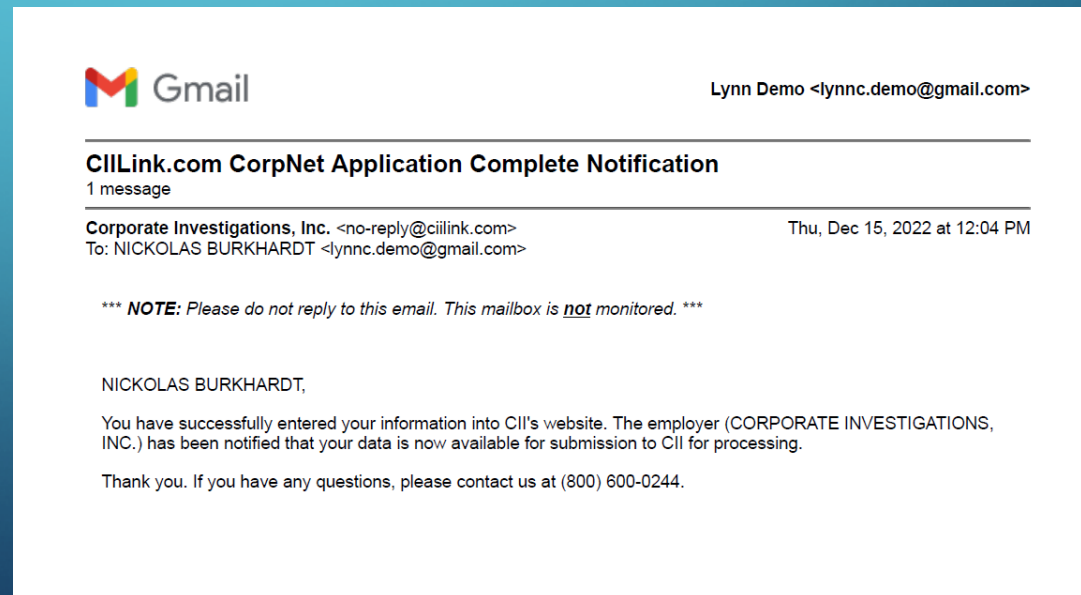 Gmail
Lynn Demo <lynnc.demo@gmail.com>
CIILink.com CorpNet Application Complete Notification
1 message
Corporate Investigations, Inc. <no-reply@ciilink.com>
Thu, Dec 15, 2022 at 12:04 PM
To: NICKOLAS BURKHARDT <lynnc.demo@gmail.com>
*** NOTE: Please do not reply to this email. This mailbox is not monitored. ***
NICKOLAS BURKHARDT,
You have successfully entered your information into CII's website. The employer (CORPORATE INVESTIGATIONS,
INC.) has been notified that your data is now available for submission to CII for processing.
Thank you. If you have any questions, please contact us at (800) 600-0244.